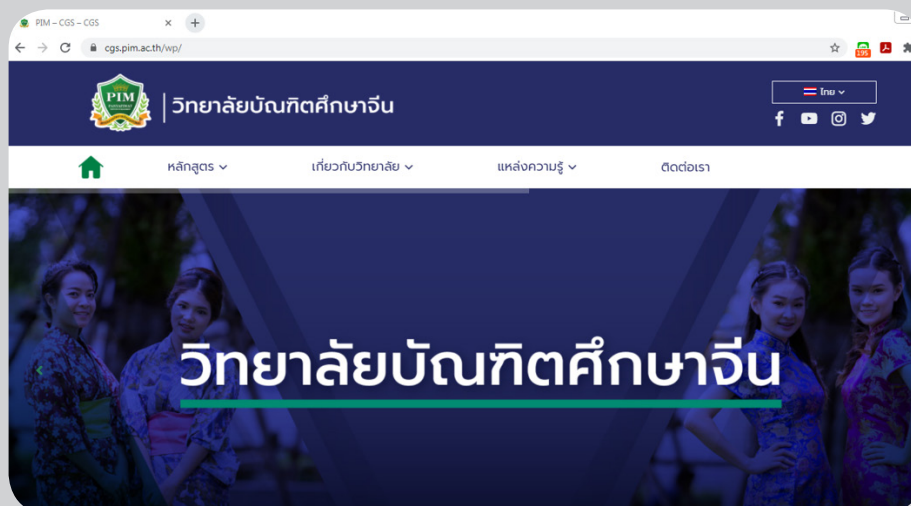 PIM – CGS – CGS
cgs.pim.ac.th/wp/
195
PIM
วิทยาลัยบัณฑิตศึกษาจีน
ไทย
หลักสูตร
เกี่ยวกับวิทยาลัย
แหล่งความรู้
ติดต่อเรา
วิทยาลัยบัณฑิตศึกษาจีน